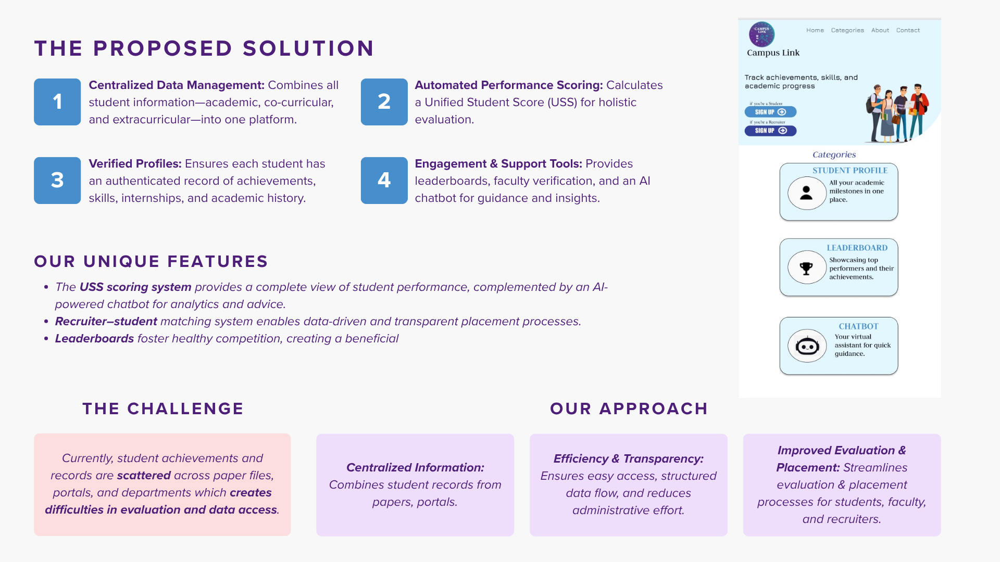 THE PROPOSED SOLUTION
1
Centralized Data Management: Combines all
student information—academic, co-curricular,
and extracurricular—into one platform.
2
Automated Performance Scoring: Calculates
a Unified Student Score (USS) for holistic
evaluation.
3
Verified Profiles: Ensures each student has
an authenticated record of achievements,
skills, internships, and academic history.
4
Engagement & Support Tools: Provides
leaderboards, faculty verification, and an AI
chatbot for guidance and insights.
OUR UNIQUE FEATURES
• The USS scoring system provides a complete view of student performance, complemented by an AI-
powered chatbot for analytics and advice.
• Recruiter–student matching system enables data-driven and transparent placement processes.
• Leaderboards foster healthy competition, creating a beneficial
CAMPUS
LINK
Campus Link
Home Categories About Contact
Track achievements, skills, and
academic progress
if you're a Student
SIGN UP
if you're a Recruiter
SIGN UP
Categories
STUDENT PROFILE
All your academic
milestones in one
place.
LEADERBOARD
Showcasing top
performers and their
achievements.
CHATBOT
Your virtual
assistant for quick
guidance.
THE CHALLENGE
Currently, student achievements and
records are scattered across paper files,
portals, and departments which creates
difficulties in evaluation and data access.
OUR APPROACH
Centralized Information:
Combines student records from
papers, portals.
Efficiency & Transparency:
Ensures easy access, structured
data flow, and reduces
administrative effort.
Improved Evaluation &
Placement: Streamlines
evaluation & placement
processes for students, faculty,
and recruiters.